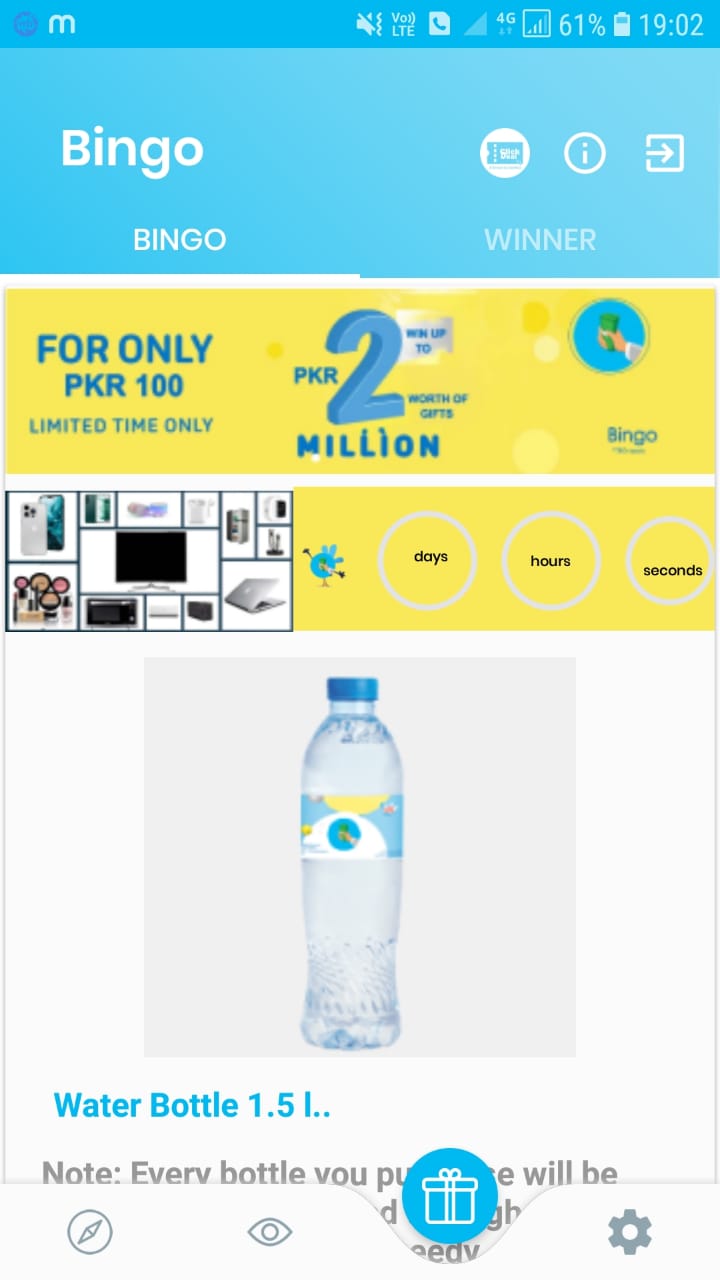 m
Vo)) LTE
4G
61%
19:02
Bingo
BINGO
WINNER
FOR ONLY
PKR 100
LIMITED TIME ONLY
WIN UP
TO
PKR 2
WORTH OF
GIFTS
MILLION
Bingo
days
hours
seconds
Water Bottle 1.5 l..
Note: Every bottle you
will be